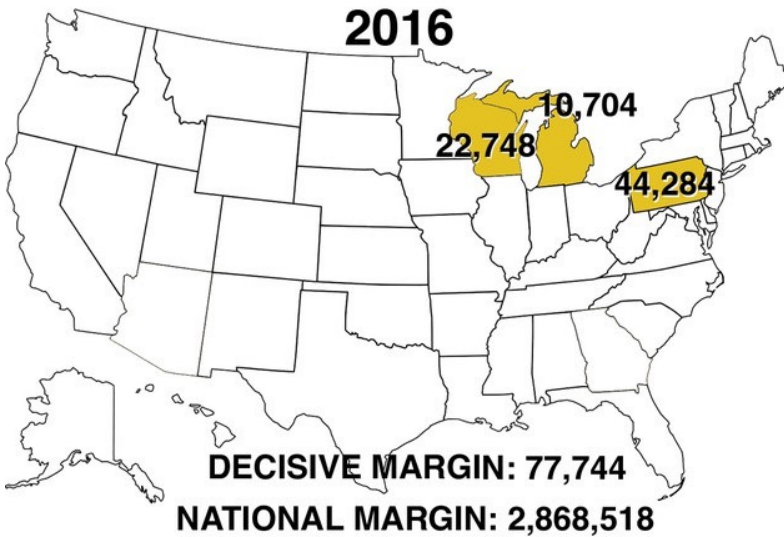 2016
10,704
22,748
44,284
DECISIVE MARGIN: 77,744
NATIONAL MARGIN: 2,868,518